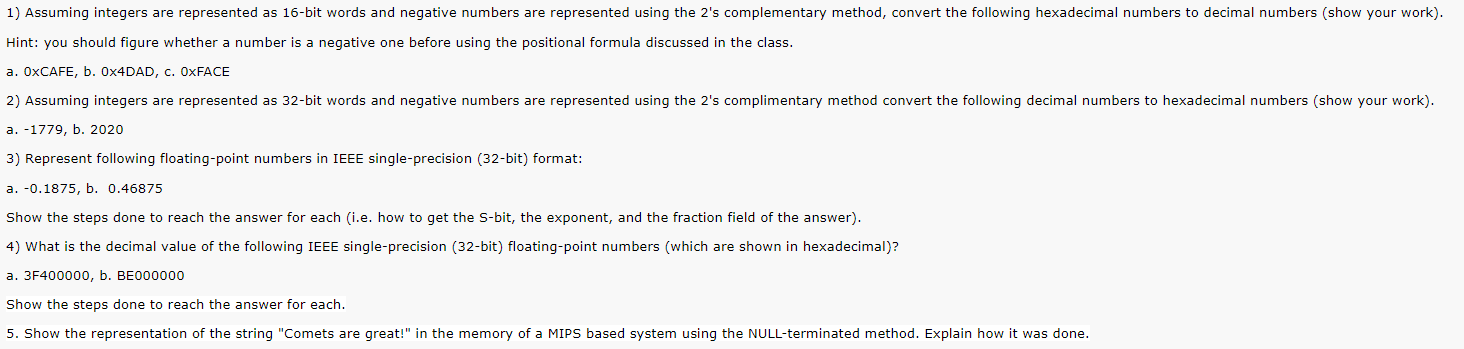 1) Assuming integers are represented as 16-bit words and negative numbers are represented using the 2's complementary method, convert the following hexadecimal numbers to decimal numbers (show your work).
Hint: you should figure whether a number is a negative one before using the positional formula discussed in the class.
a. 0xCAFE, b. 0x4DAD, c. 0xFACE
2) Assuming integers are represented as 32-bit words and negative numbers are represented using the 2's complimentary method convert the following decimal numbers to hexadecimal numbers (show your work).
a. -1779, b. 2020
3) Represent following floating-point numbers in IEEE single-precision (32-bit) format:
a. -0.1875, b.  0.46875
Show the steps done to reach the answer for each (i.e. how to get the S-bit, the exponent, and the fraction field of the answer).
4) What is the decimal value of the following IEEE single-precision (32-bit) floating-point numbers (which are shown in hexadecimal)?
a. 3F400000, b. BE000000
Show the steps done to reach the answer for each.
5. Show the representation of the string "Comets are great!" in the memory of a MIPS based system using the NULL-terminated method. Explain how it was done.